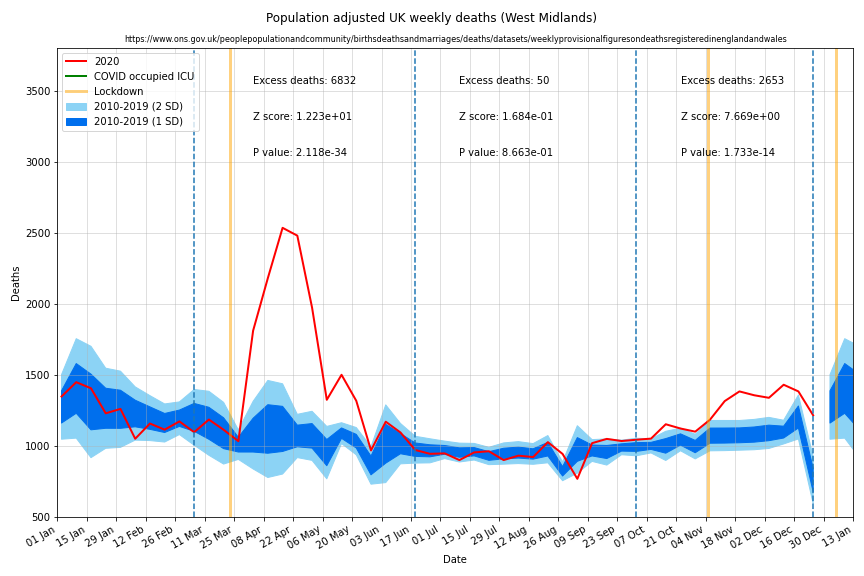 Population adjusted UK weekly deaths (West Midlands)
https://www.ons.gov.uk/peoplepopulationandcommunity/birthsdeathsandmarriages/deaths/datasets/weeklyprovisionalfiguresondeathsregisteredinenglandandwales
2020
COVID occupied ICU
Lockdown
2010-2019 (2 SD)
2010-2019 (1 SD)
Excess deaths: 6832
Z score: 1.223e+01
P value: 2.118e-34
Excess deaths: 50
Z score: 1.684e-01
P value: 8.663e-01
Excess deaths: 2653
Z score: 7.669e+00
P value: 1.733e-14
Deaths
3500
3000
2500
2000
1500
1000
500
01 Jan
15 Jan
29 Jan
12 Feb
26 Feb
11 Mar
25 Mar
08 Apr
22 Apr
06 May
20 May
03 Jun
17 Jun
01 Jul
15 Jul
29 Jul
12 Aug
26 Aug
09 Sep
23 Sep
07 Oct
21 Oct
04 Nov
18 Nov
02 Dec
16 Dec
30 Dec
13 Jan
Date